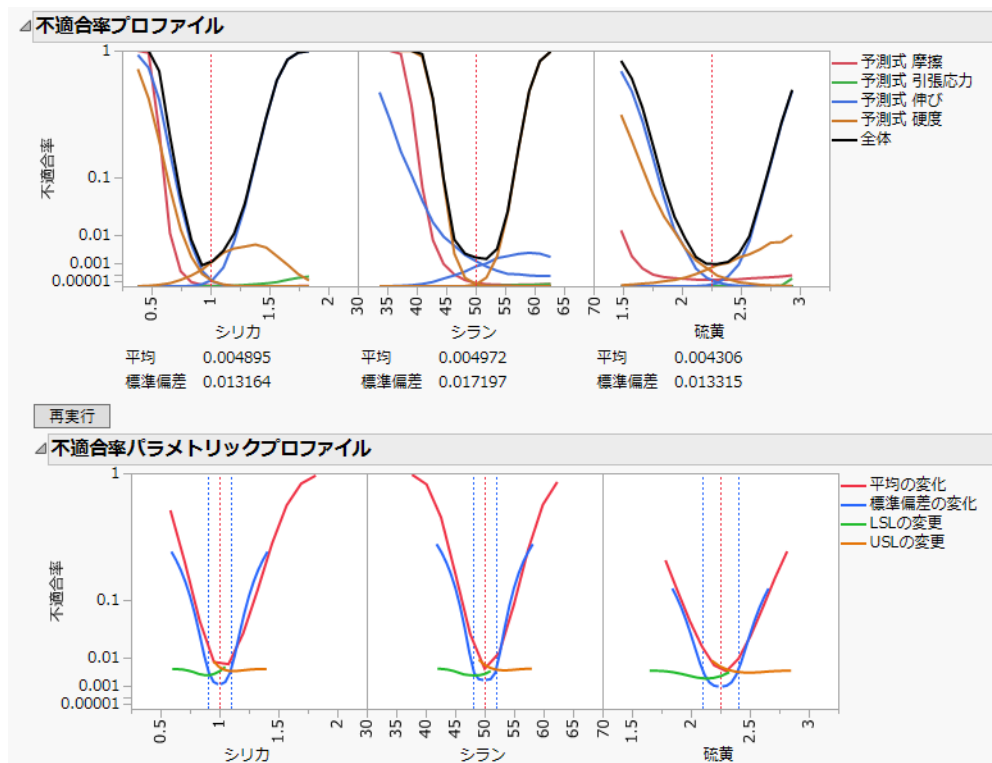 不適合率プロファイル
不適合率
1
0.1
0.01
0.001
0.00001
0.5
1
1.5
2
30
35
40
45
50
55
60
65
70
1.5
2
2.5
3
シリカ
シラン
硫黄
予測式 摩擦
予測式 引張応力
予測式 伸び
予測式 硬度
全体
平均 0.004895
標準偏差 0.013164
平均 0.004972
標準偏差 0.017197
平均 0.004306
標準偏差 0.013315
再実行
不適合率パラメトリックプロファイル
不適合率
1
0.1
0.01
0.001
0.00001
0.5
1
1.5
2
30
35
40
45
50
55
60
65
70
1.5
2
2.5
3
シリカ
シラン
硫黄
平均の変化
標準偏差の変化
LSLの変更
USLの変更